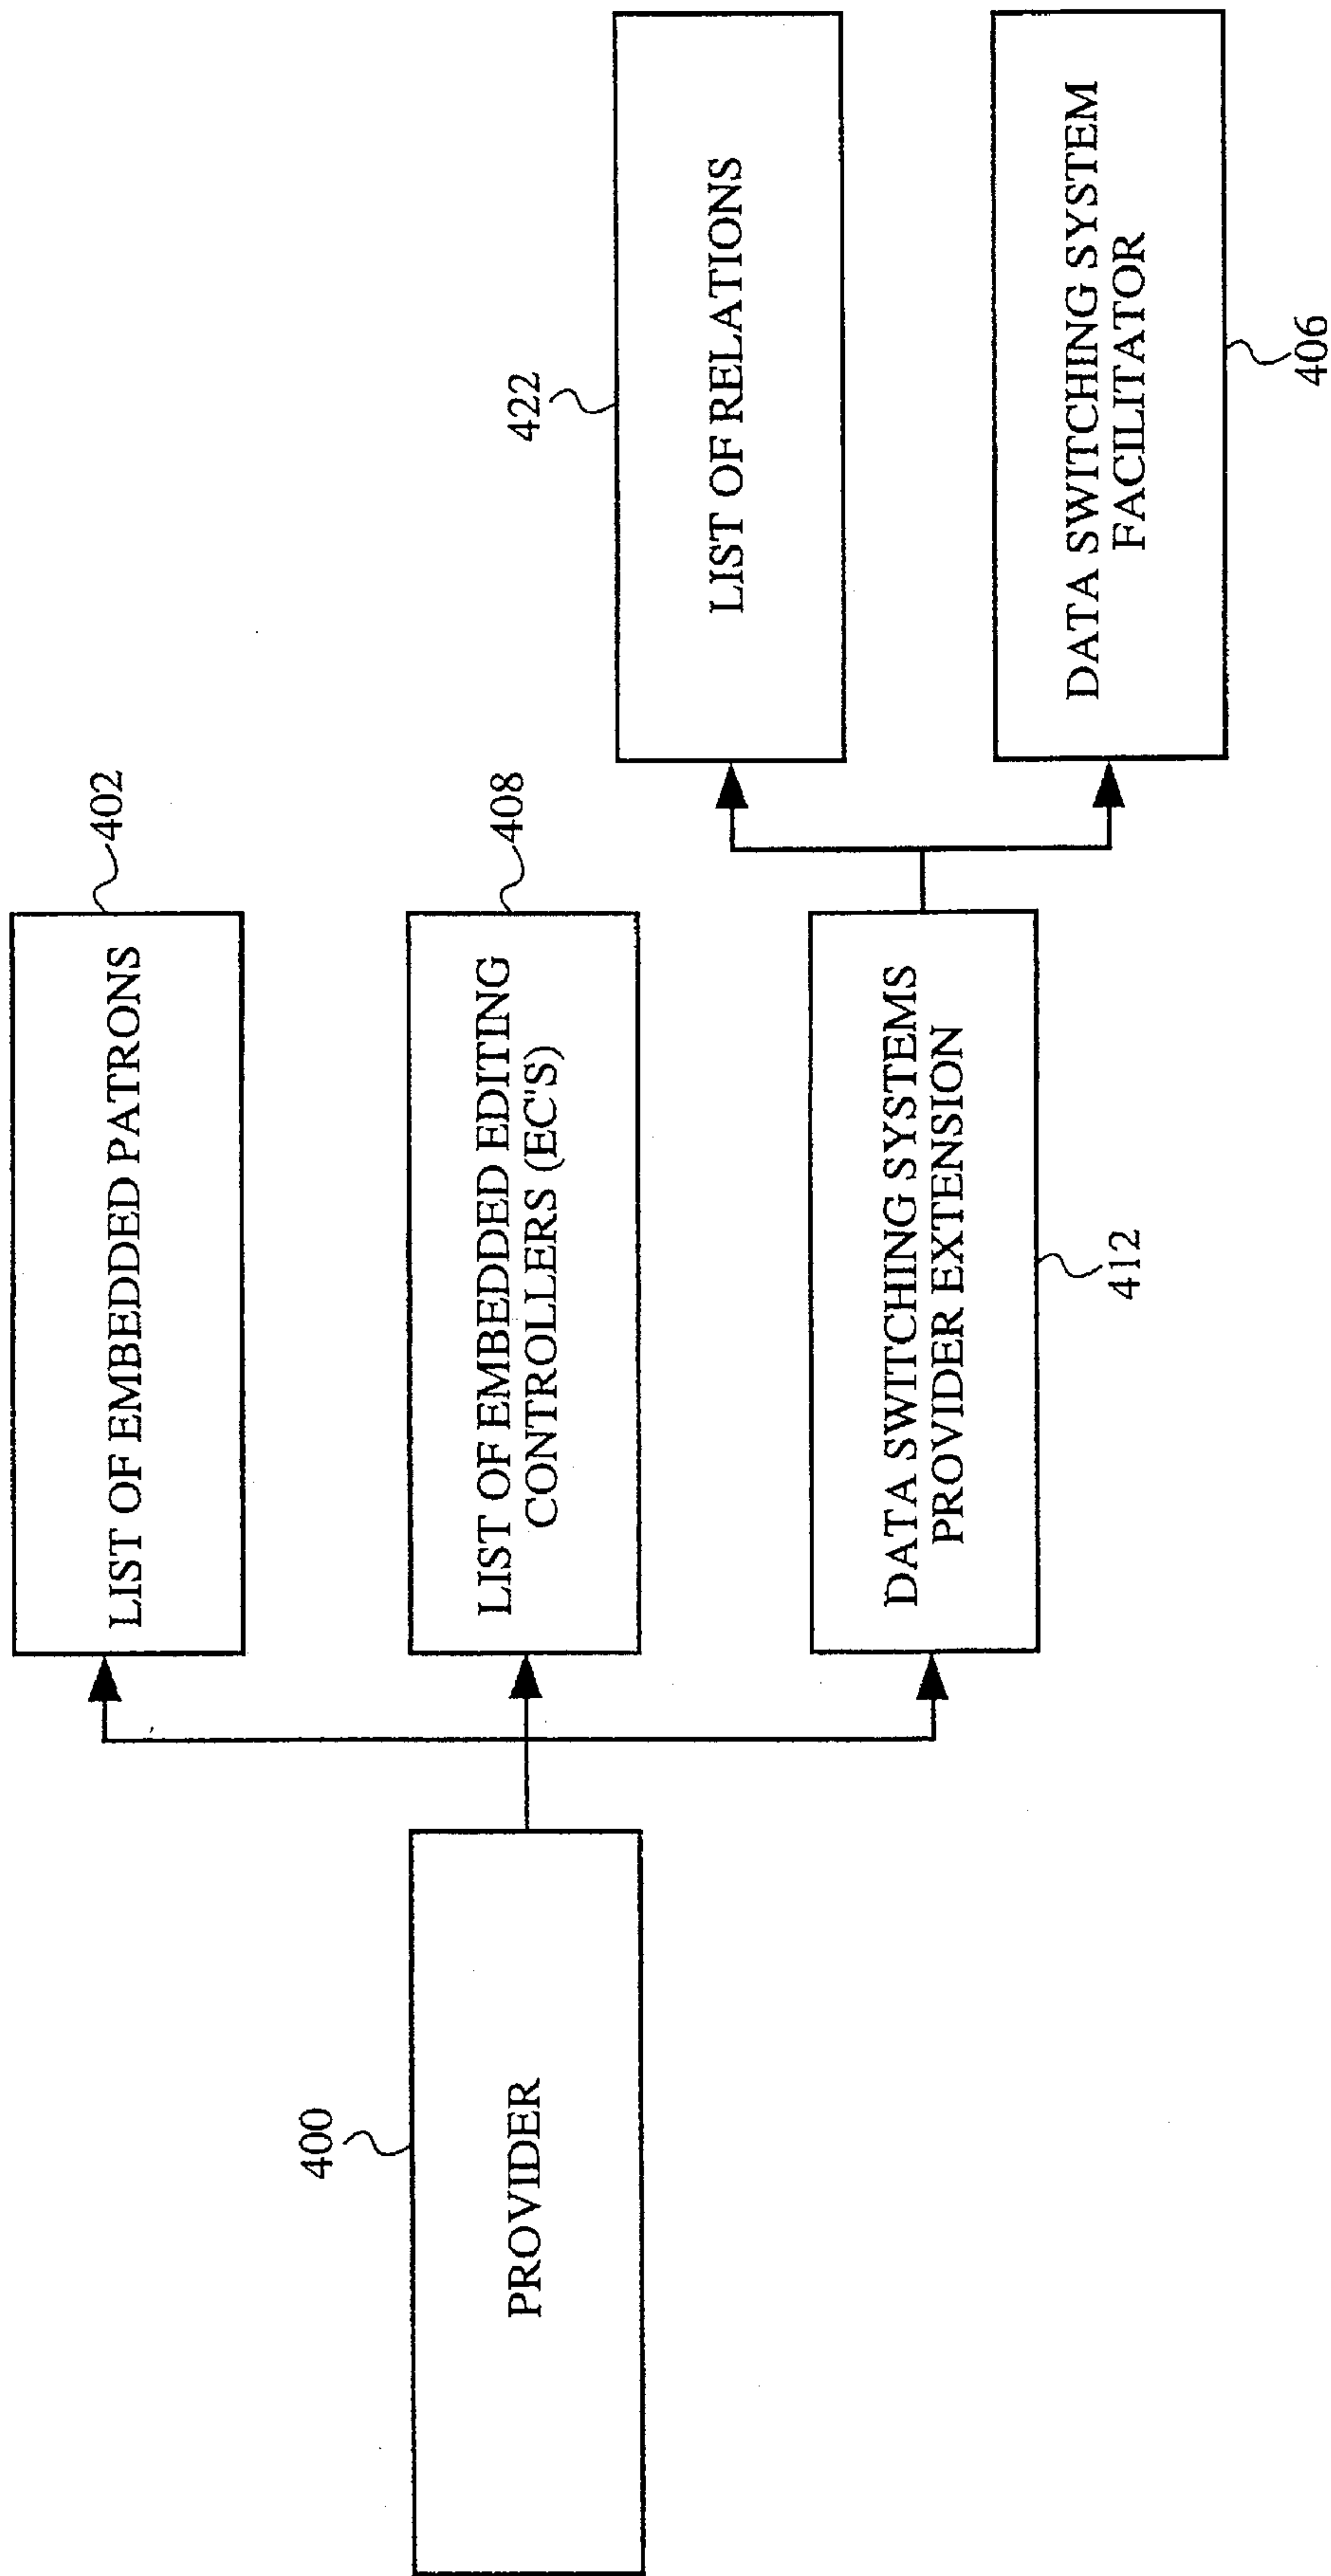 400
PROVIDER
402
LIST OF EMBEDDED PATRONS
408
LIST OF EMBEDDED EDITING
CONTROLLERS (EC'S)
DATA SWITCHING SYSTEMS
PROVIDER EXTENSION
412
422
LIST OF RELATIONS
DATA SWITCHING SYSTEM
FACILITATOR
406